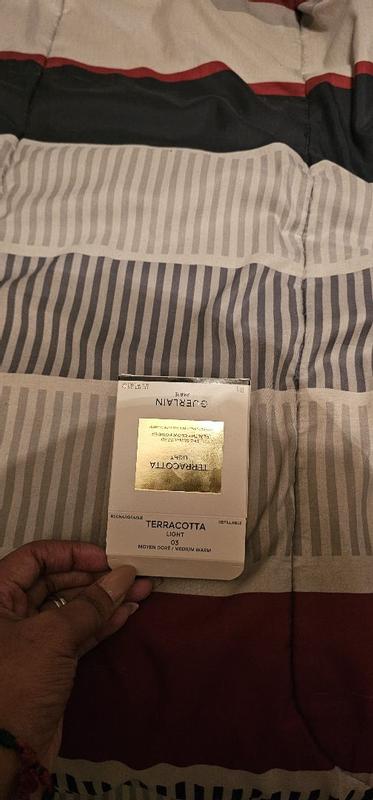 GUERLAIN
PARIS
TERRACOTTA
LIGHT
RECHARGEABLE
REFILLABLE
TERRACOTTA
LIGHT
03
MOYEN DORÉ / MEDIUM WARM